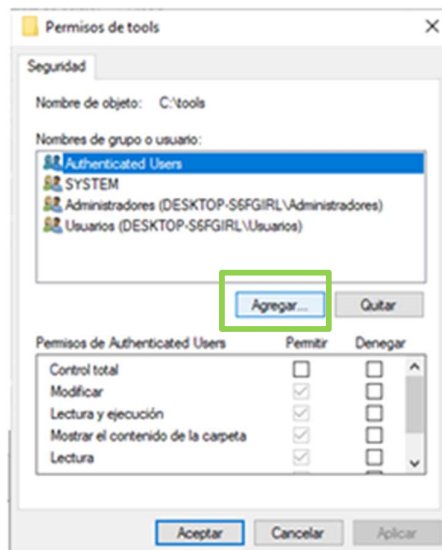 Permisos de tools
Seguridad
Nombre de objeto: C:\tools
Nombres de grupo o usuario:
Authenticated Users
SYSTEM
Administradores (DESKTOP-S6FGIRL\Administradores)
Usuarios (DESKTOP-S6FGIRL\Usuarios)
Agregar... Quitar
Permisos de Authenticated Users Permitir Denegar
Control total
Modificar
Lectura y ejecución
Mostrar el contenido de la carpeta
Lectura
Aceptar Cancelar Aplicar